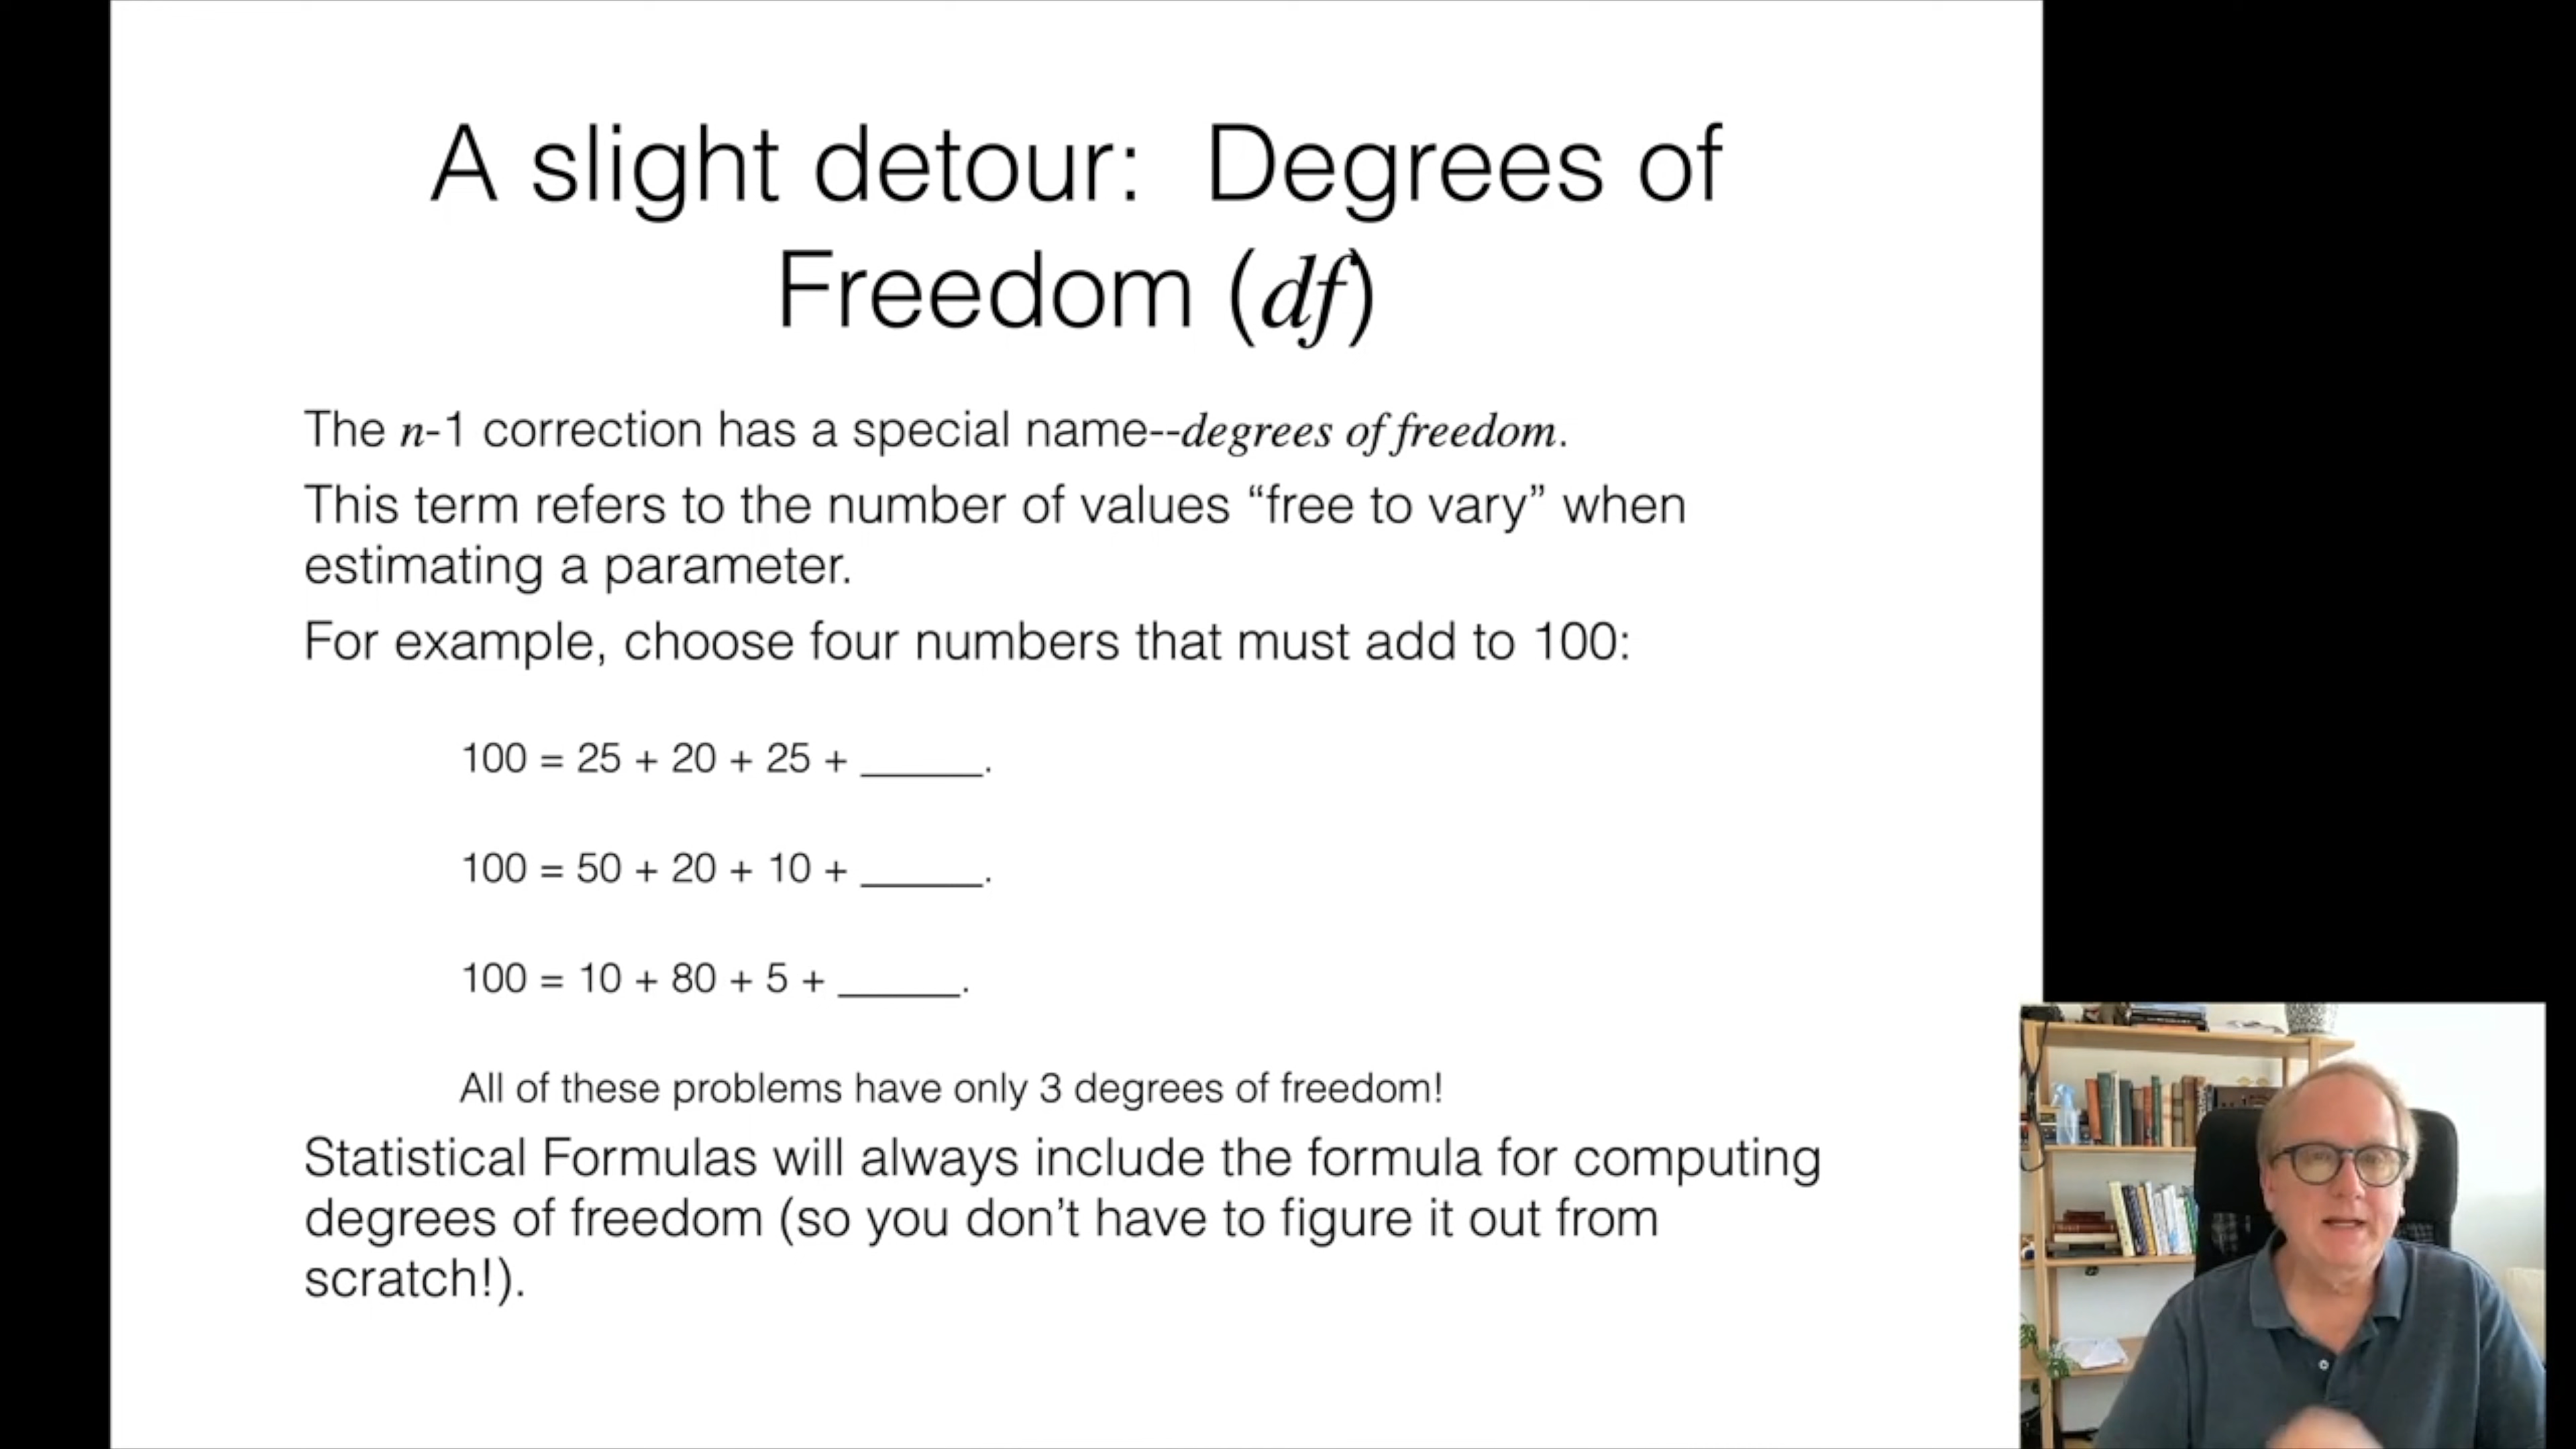 A slight detour:  Degrees of
Freedom (df)
The n-1 correction has a special name--degrees of freedom.
This term refers to the number of values “free to vary” when
estimating a parameter.
For example, choose four numbers that must add to 100:
100 = 25 + 20 + 25 + ______.
100 = 50 + 20 + 10 + ______.
100 = 10 + 80 + 5 + ______.
All of these problems have only 3 degrees of freedom!
Statistical Formulas will always include the formula for computing
degrees of freedom (so you don’t have to figure it out from
scratch!).